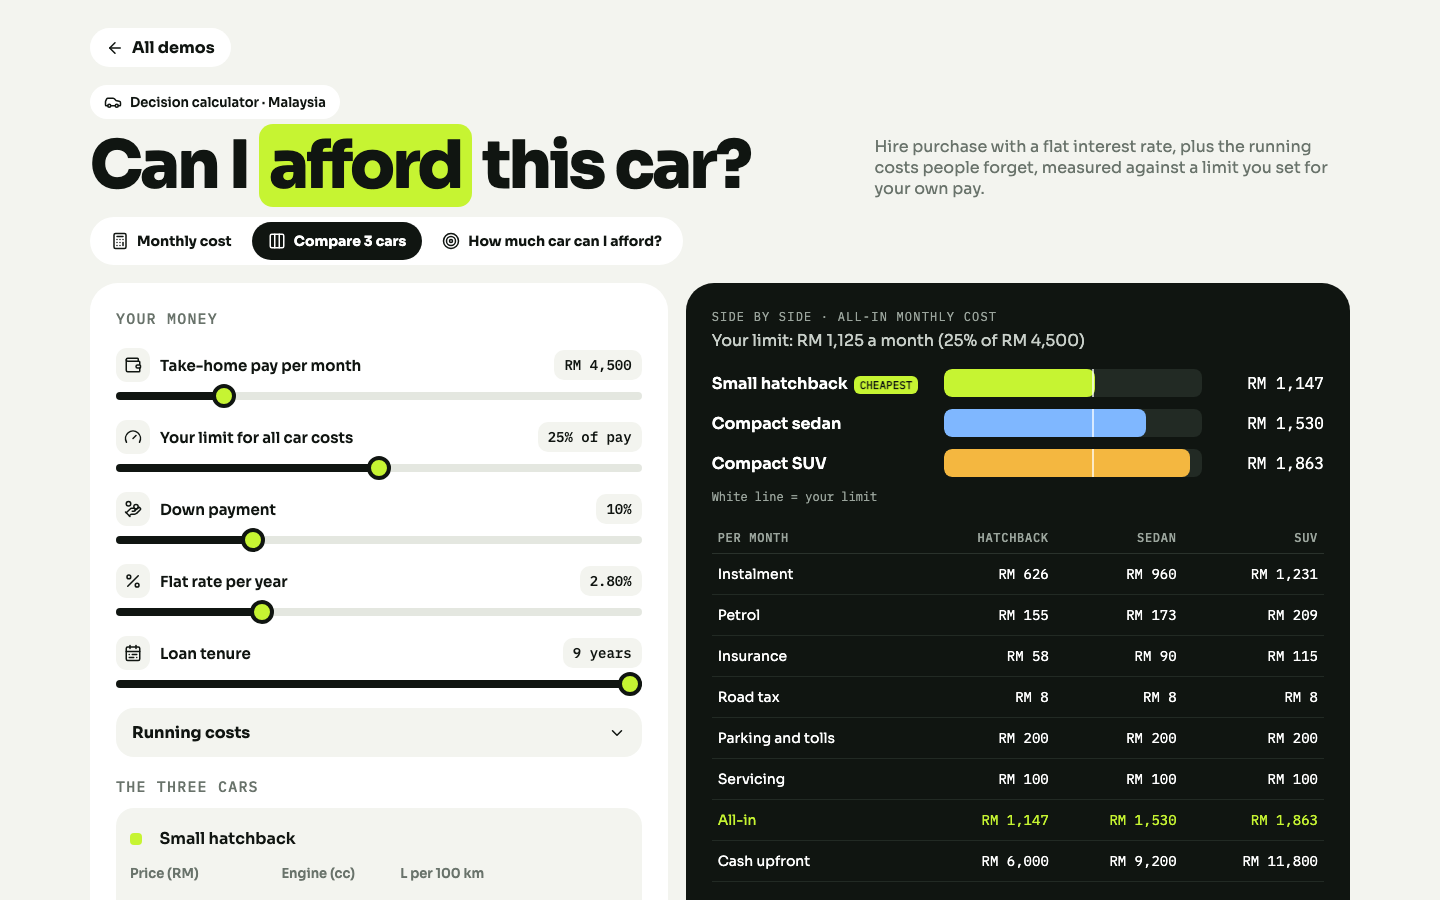 All demos
Decision calculator · Malaysia
Can I afford this car?
Hire purchase with a flat interest rate, plus the running
costs people forget, measured against a limit you set for
your own pay.
Monthly cost
Compare 3 cars
How much car can I afford?
YOUR MONEY
Take-home pay per month RM 4,500
Your limit for all car costs 25% of pay
Down payment 10%
Flat rate per year 2.80%
Loan tenure 9 years
Running costs
THE THREE CARS
Small hatchback
Price (RM) Engine (cc) L per 100 km
SIDE BY SIDE · ALL-IN MONTHLY COST
Your limit: RM 1,125 a month (25% of RM 4,500)
Small hatchback CHEAPEST RM 1,147
Compact sedan RM 1,530
Compact SUV RM 1,863
White line = your limit
PER MONTH HATCHBACK SEDAN SUV
Instalment RM 626 RM 960 RM 1,231
Petrol RM 155 RM 173 RM 209
Insurance RM 58 RM 90 RM 115
Road tax RM 8 RM 8 RM 8
Parking and tolls RM 200 RM 200 RM 200
Servicing RM 100 RM 100 RM 100
All-in RM 1,147 RM 1,530 RM 1,863
Cash upfront RM 6,000 RM 9,200 RM 11,800